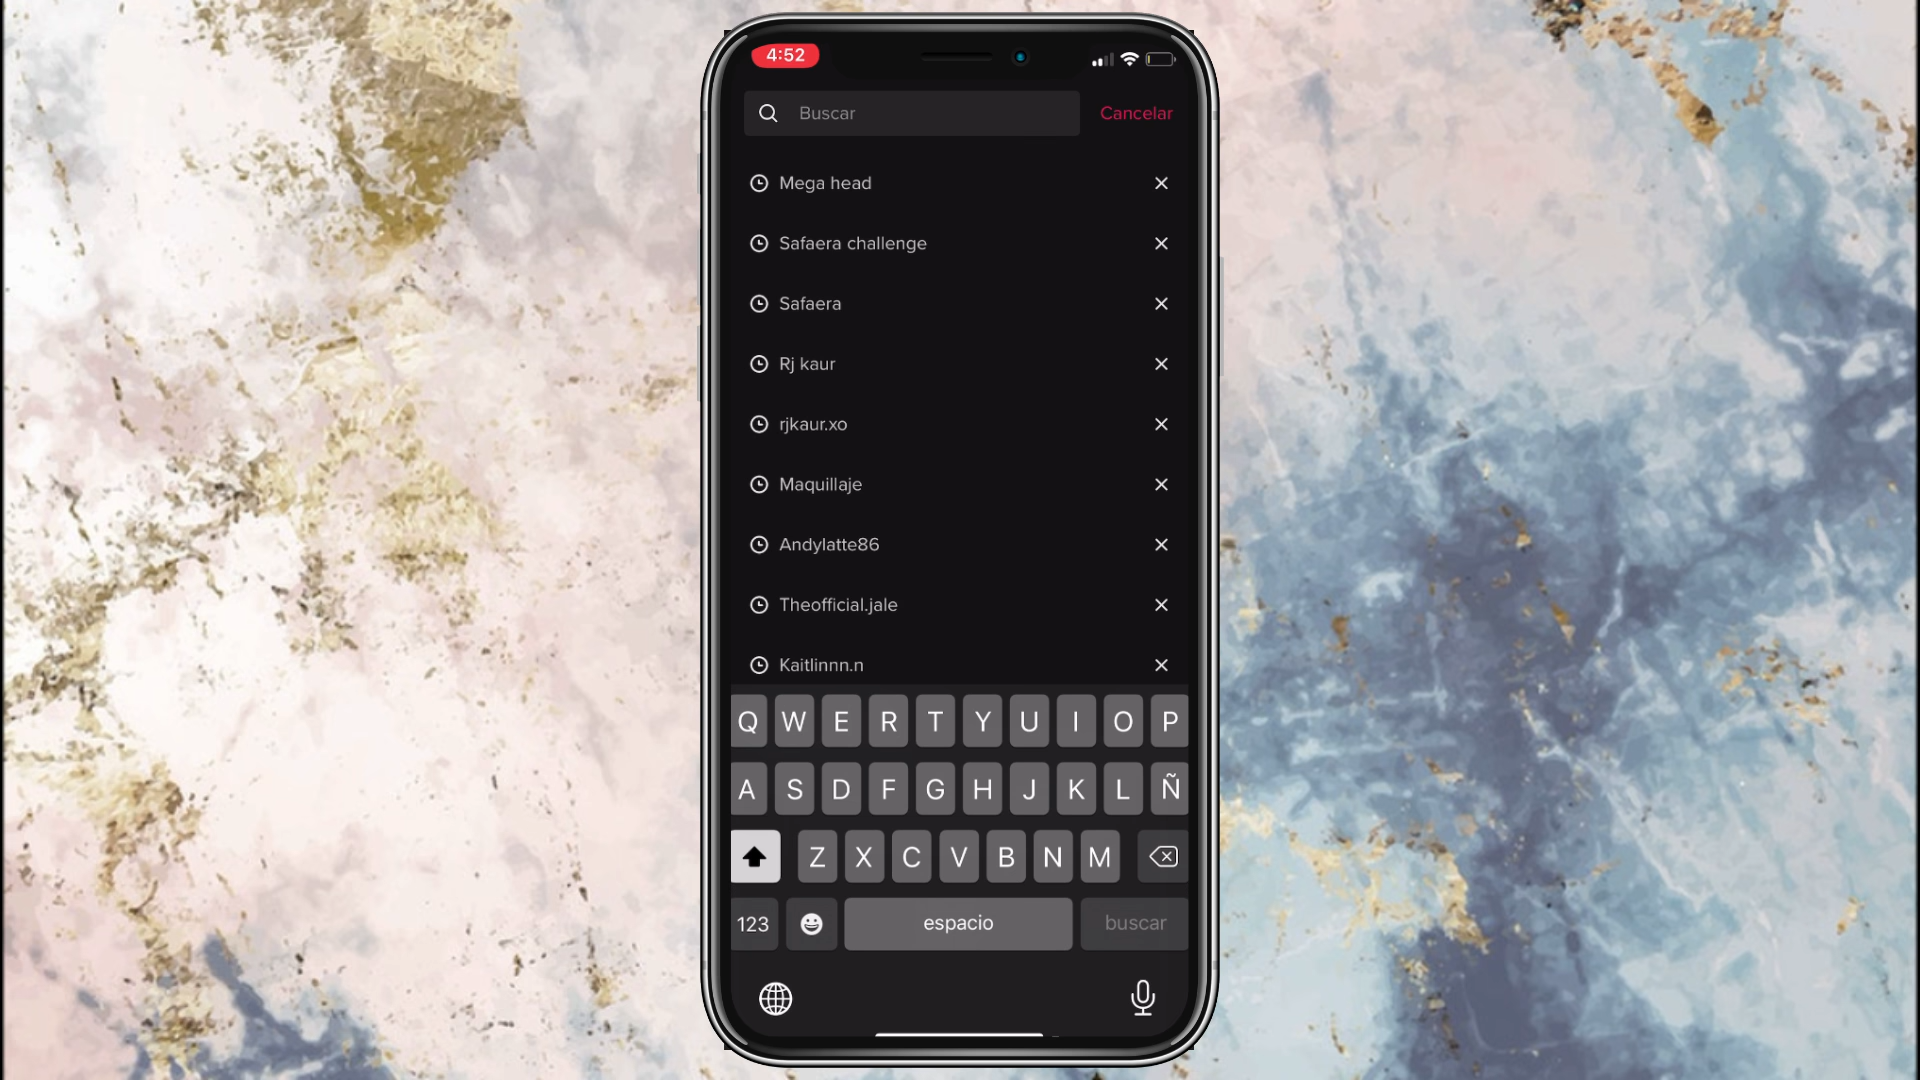 4:52
Buscar
Cancelar
Mega head
Safaera challenge
Safaera
Rj kaur
rjkaur.xo
Maquillaje
Andylatte86
Theofficial.jale
Kaitlinnn.n
Q W E R T Y U I O P
A S D F G H J K L Ñ
Z X C V B N M
123 espacio buscar